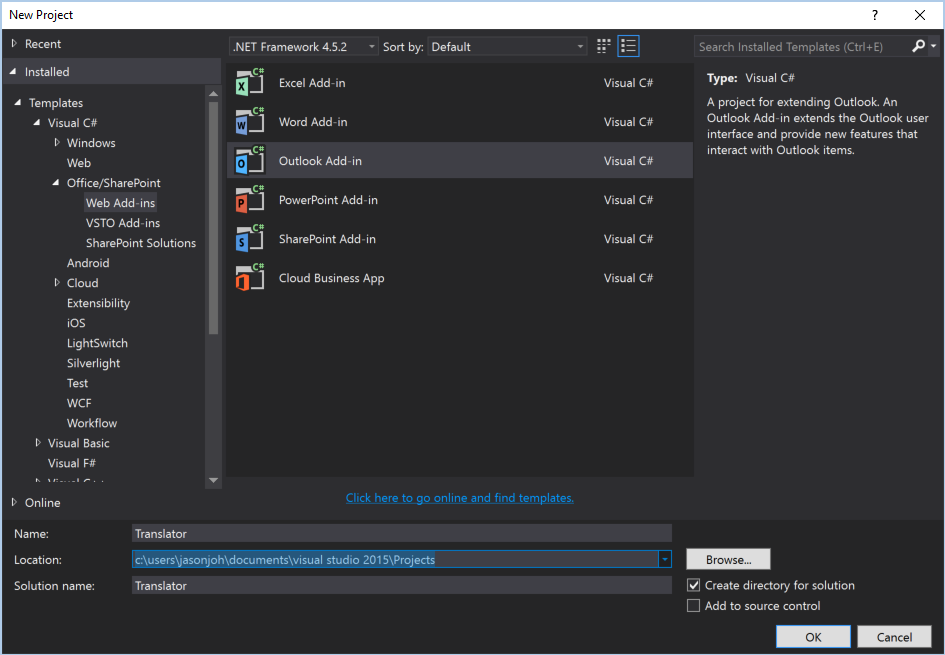 New Project
?
Recent
.NET Framework 4.5.2
Sort by:
Default
Search Installed Templates (Ctrl+E)
Installed
Templates
Visual C#
Windows
Web
Office/SharePoint
Web Add-ins
VSTO Add-ins
SharePoint Solutions
Android
Cloud
Extensibility
iOS
LightSwitch
Silverlight
Test
WCF
Workflow
Visual Basic
Visual F#
Visual C++
Online
C# X Excel Add-in Visual C#
C# W Word Add-in Visual C#
C# O Outlook Add-in Visual C#
C# P PowerPoint Add-in Visual C#
C# S SharePoint Add-in Visual C#
C# Cloud Business App Visual C#
Click here to go online and find templates.
Type: Visual C#
A project for extending Outlook. An
Outlook Add-in extends the Outlook user
interface and provide new features that
interact with Outlook items.
Name: Translator
Location: c:\users\jasonjoh\documents\visual studio 2015\Projects
Browse...
Solution name: Translator
Create directory for solution
Add to source control
OK
Cancel